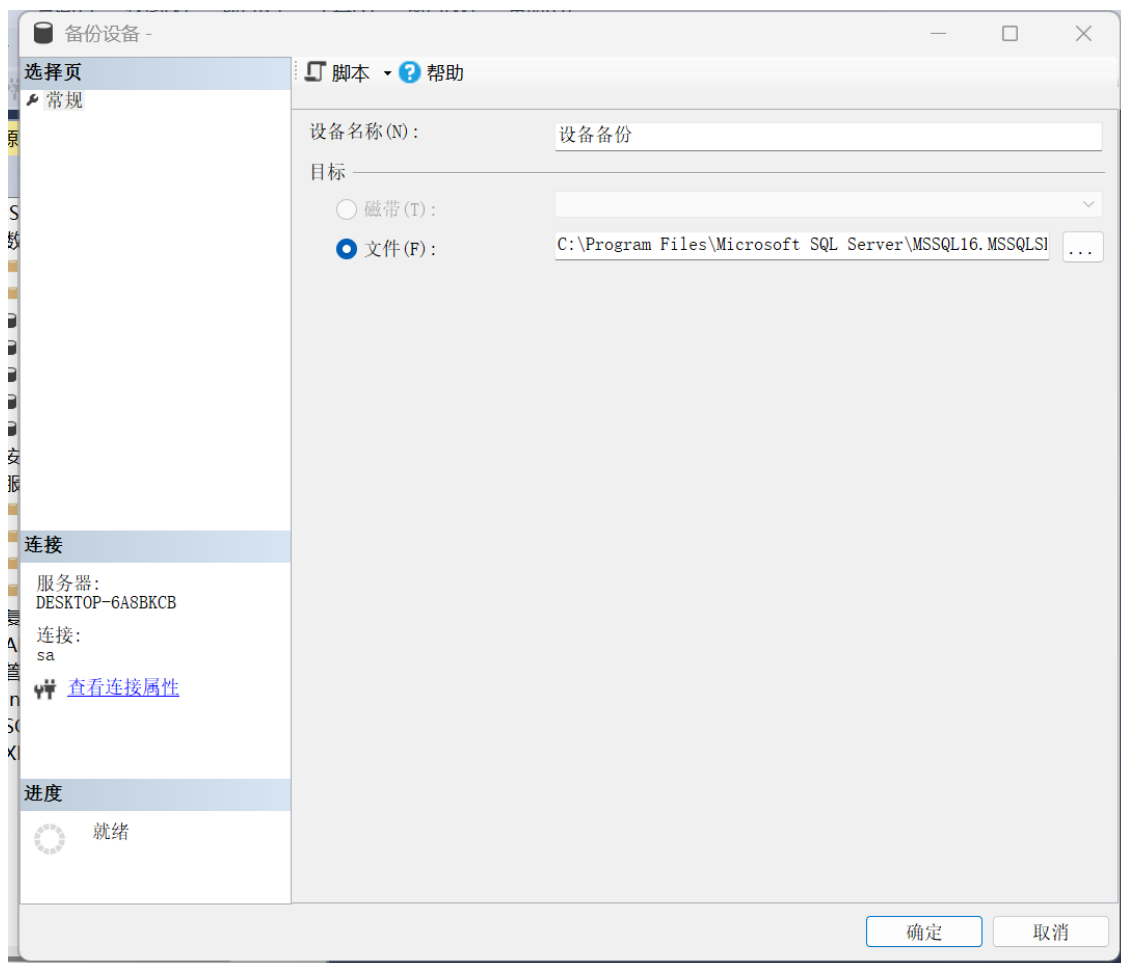 备份设备 -
选择页
常规
脚本 帮助
设备名称(N):
设备备份
目标
磁带(T):
文件(F):
C:\Program Files\Microsoft SQL Server\MSSQL16.MSSQLS
...
连接
服务器:
DESKTOP-6A8BKCB
连接:
sa
查看连接属性
进度
就绪
确定
取消